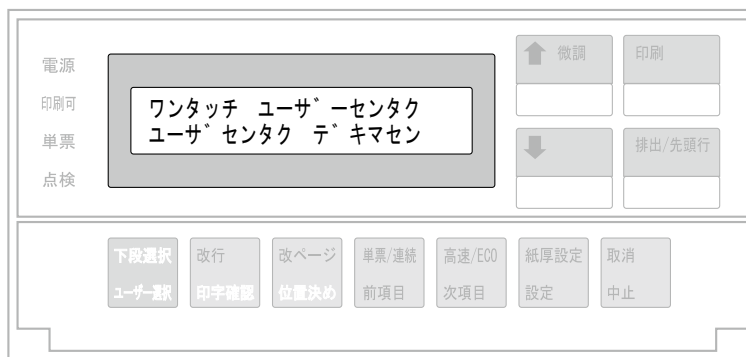 電源
印刷可
単票
点検
ワンタッチ ユーザ゛ーセンタク
ユーザ゛センタク デ゛キマセン
微調
印刷
排出/先頭行
下段選択
ユーザー選択
改行
印字確認
改ページ
位置決め
単票/連続
前項目
高速/ECO
次項目
紙厚設定
設定
取消
中止